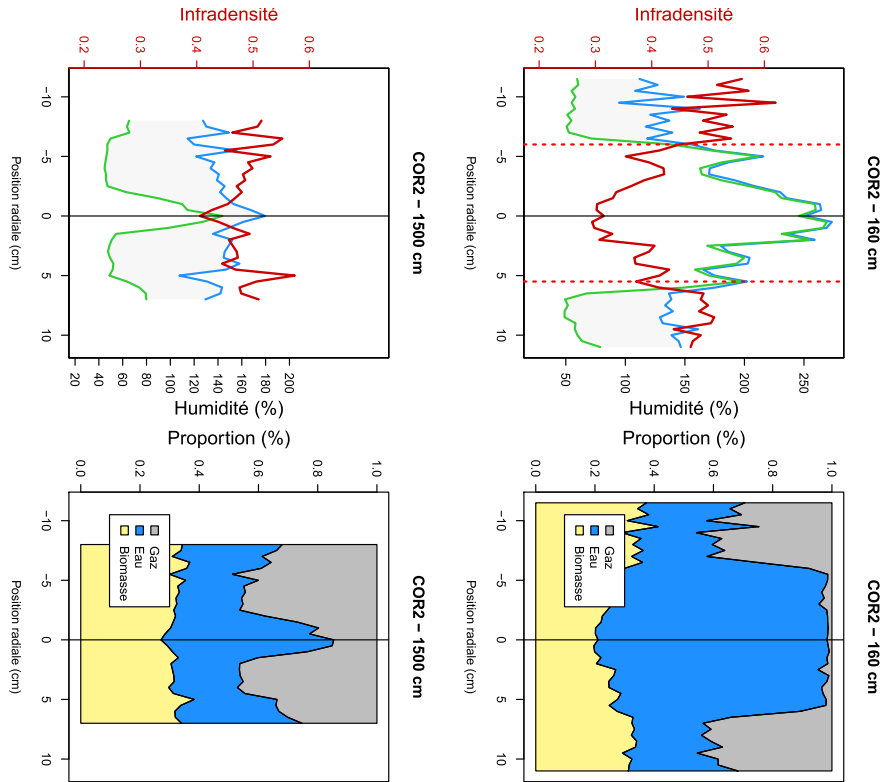 Infradensité
0.2 0.3 0.4 0.5 0.6
-10 -5 0 5 10
Position radiale (cm)
COR2 − 1500 cm
20 40 60 80 100 120 140 160 180 200
Humidité (%)
Infradensité
0.2 0.3 0.4 0.5 0.6
-10 -5 0 5 10
Position radiale (cm)
COR2 − 160 cm
50 100 150 200 250
Humidité (%)
Proportion (%)
0.0 0.2 0.4 0.6 0.8 1.0
-10 -5 0 5 10
Position radiale (cm)
COR2 − 1500 cm
Gaz
Eau
Biomasse
Proportion (%)
0.0 0.2 0.4 0.6 0.8 1.0
-10 -5 0 5 10
Position radiale (cm)
COR2 − 160 cm
Gaz
Eau
Biomasse